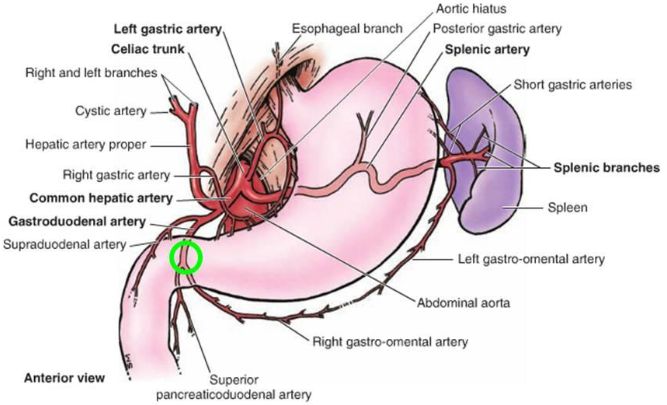 Aortic hiatus
Left gastric artery
Esophageal branch
Posterior gastric artery
Celiac trunk
Splenic artery
Right and left branches
Short gastric arteries
Cystic artery
Hepatic artery proper
Right gastric artery
Splenic branches
Common hepatic artery
Spleen
Gastroduodenal artery
Supraduodenal artery
Left gastro-omental artery
Abdominal aorta
Right gastro-omental artery
Anterior view
Superior
pancreaticoduodenal artery